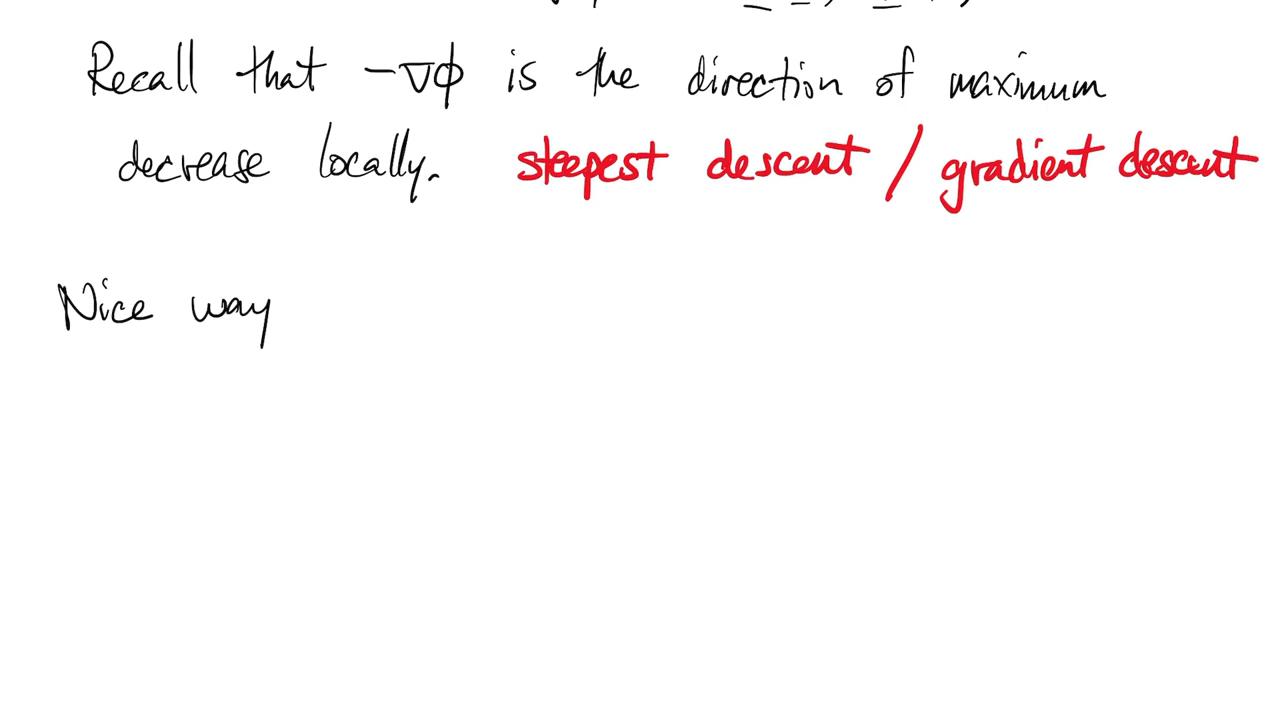 Recall that -∇ϕ is the direction of maximum
decrease locally. steepest descent / gradient descent
Nice way